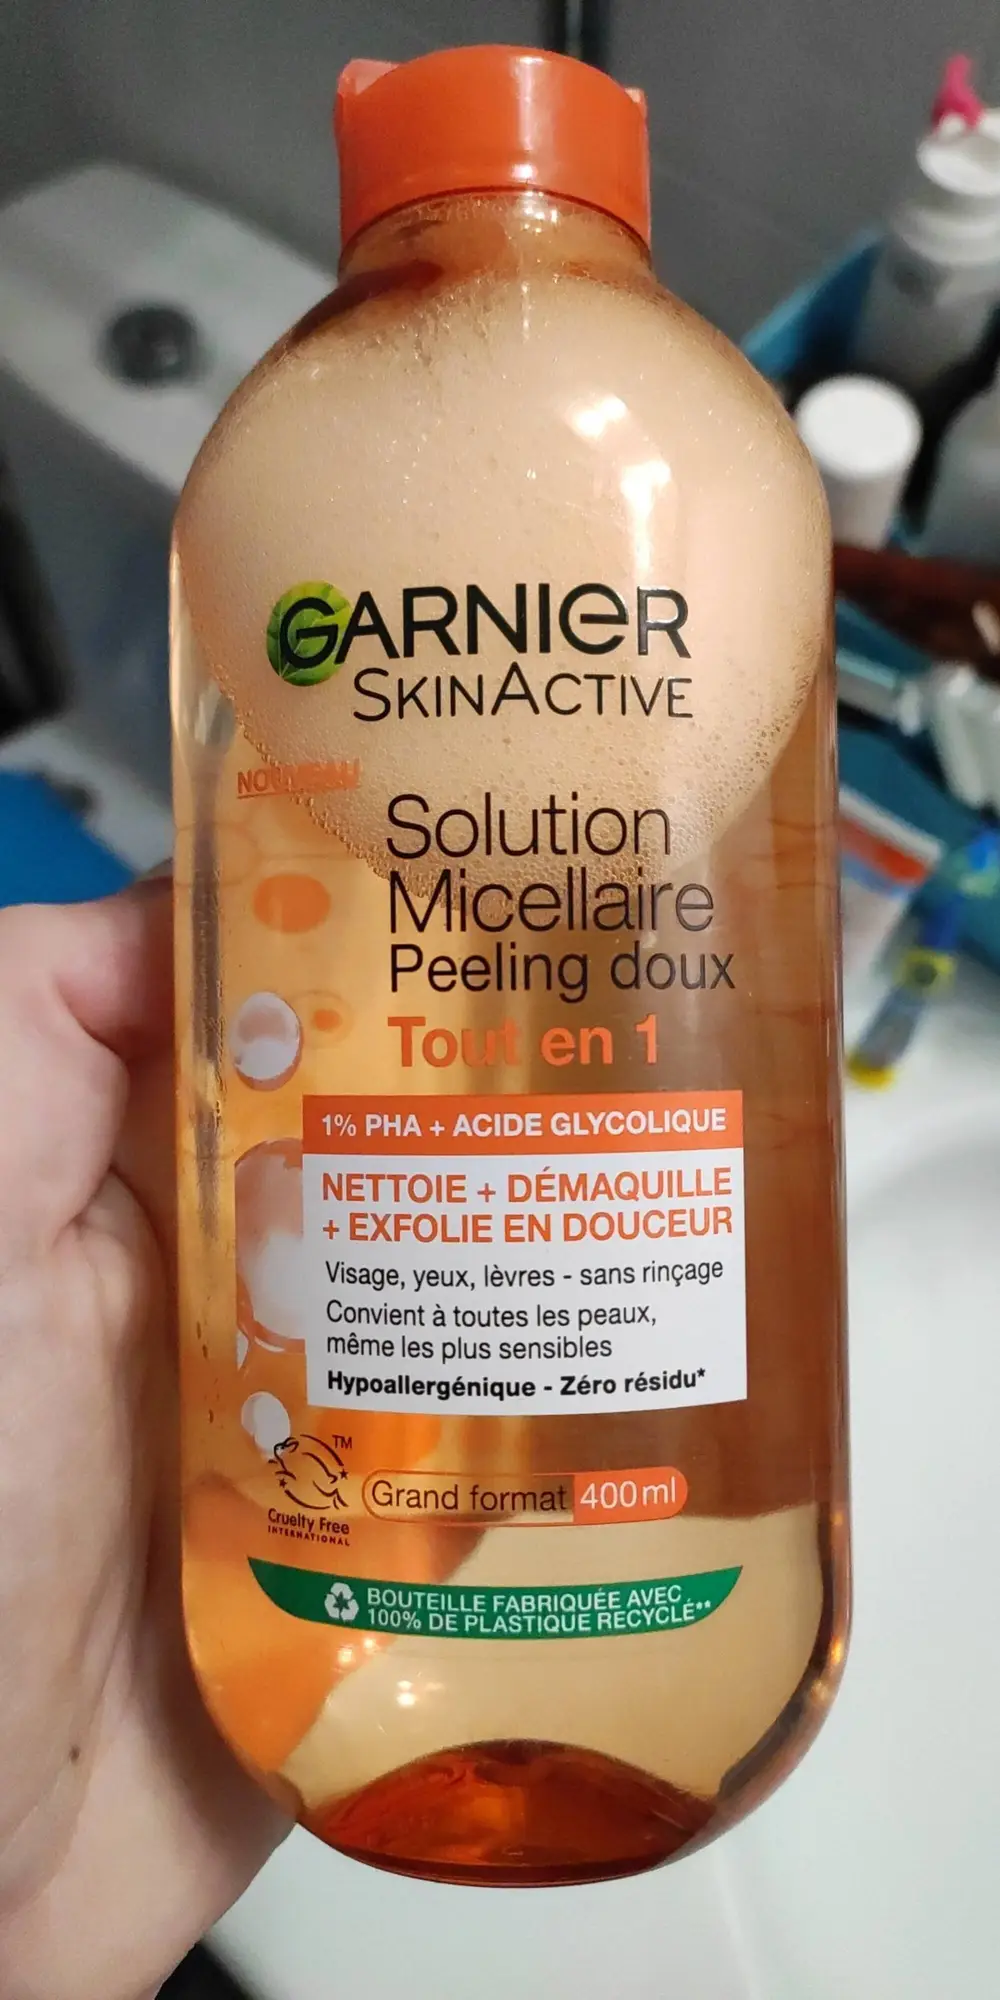 GARNIER
SKINACTIVE
NOUVEAU
Solution
Micellaire
Peeling doux
Tout en 1
1% PHA + ACIDE GLYCOLIQUE
NETTOIE + DÉMAQUILLE
+ EXFOLIE EN DOUCEUR
Visage, yeux, lèvres - sans rinçage
Convient à toutes les peaux,
même les plus sensibles
Hypoallergénique - Zéro résidu*
TM
Cruelty Free
INTERNATIONAL
Grand format 400ml
BOUTEILLE FABRIQUÉE AVEC
100% DE PLASTIQUE RECYCLÉ**